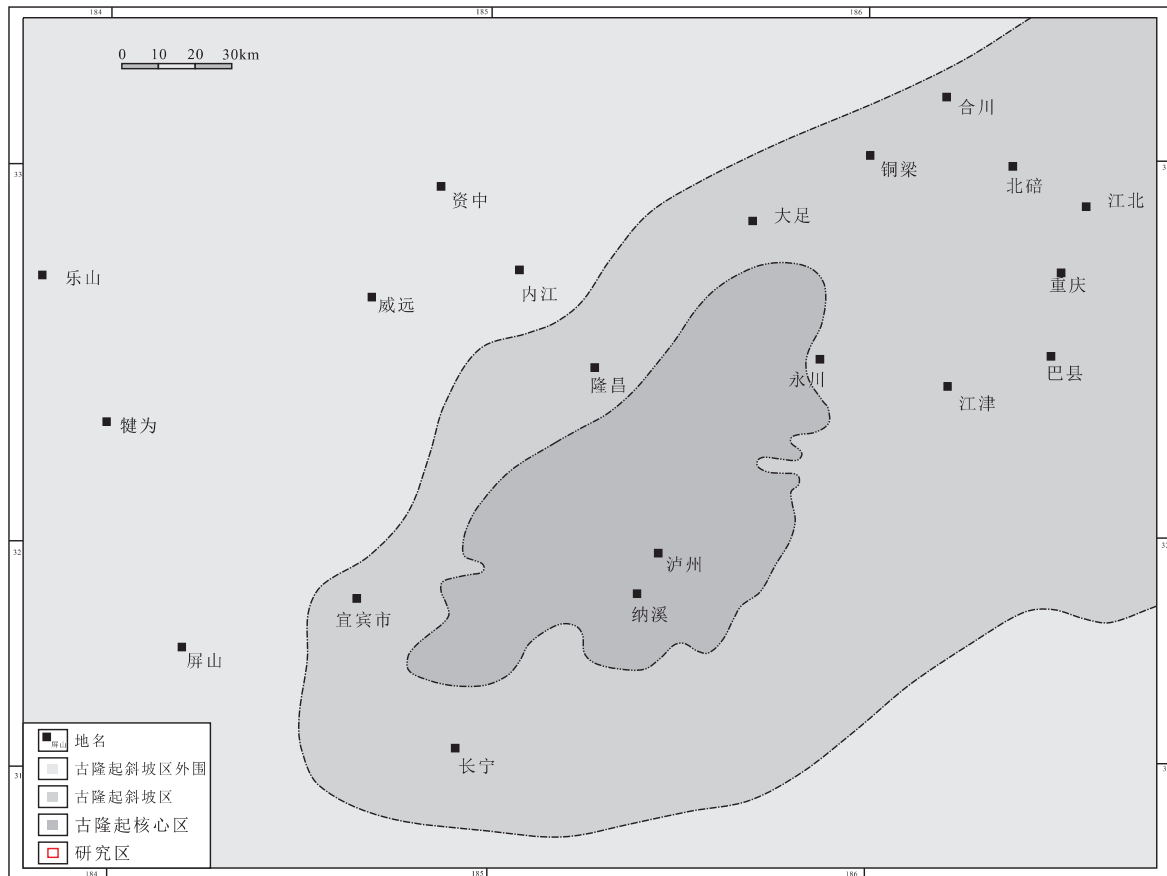 184
185
186
0 10 20 30km
合川
33
铜梁
北碚
资中
江北
大足
乐山
重庆
内江
威远
巴县
永川
隆昌
江津
犍为
32
泸州
纳溪
宜宾市
屏山
屏山 地名
古隆起斜坡区外围
长宁
31
古隆起斜坡区
古隆起核心区
研究区
184
185
186